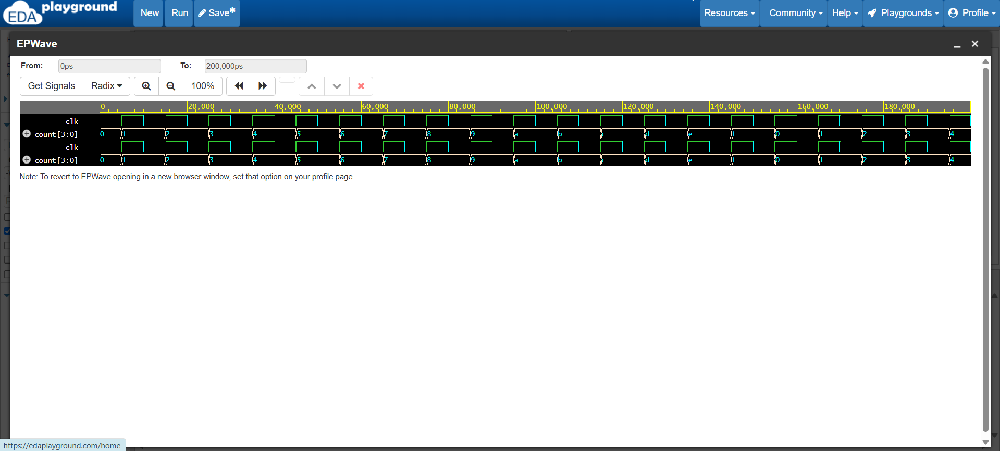 EDA playground
New Run Save*
Resources Community Help Playgrounds Profile
EPWave
From: 0ps To: 200,000ps
Get Signals Radix 100%
0 20,000 40,000 60,000 80,000 100,000 120,000 140,000 160,000 180,000
clk
count[3:0] 0 1 2 3 4 5 6 7 8 9 a b c d e f 0 1 2 3 4
clk
count[3:0] 0 1 2 3 4 5 6 7 8 9 a b c d e f 0 1 2 3 4
Note: To revert to EPWave opening in a new browser window, set that option on your profile page.
https://edaplayground.com/home